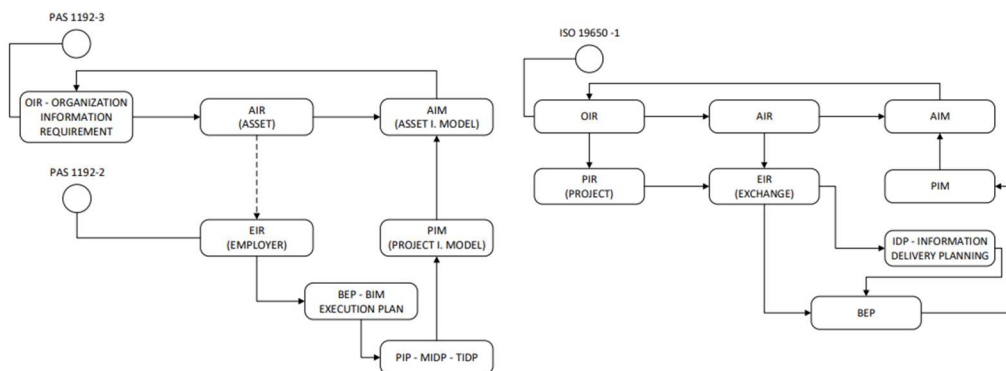 PAS 1192-3
OIR - ORGANIZATION
INFORMATION
REQUIREMENT
AIR
(ASSET)
AIM
(ASSET I. MODEL)
PAS 1192-2
EIR
(EMPLOYER)
PIM
(PROJECT I. MODEL)
BEP - BIM
EXECUTION PLAN
PIP - MIDP - TIDP
ISO 19650 -1
OIR
AIR
AIM
PIR
(PROJECT)
EIR
(EXCHANGE)
PIM
IDP - INFORMATION
DELIVERY PLANNING
BEP